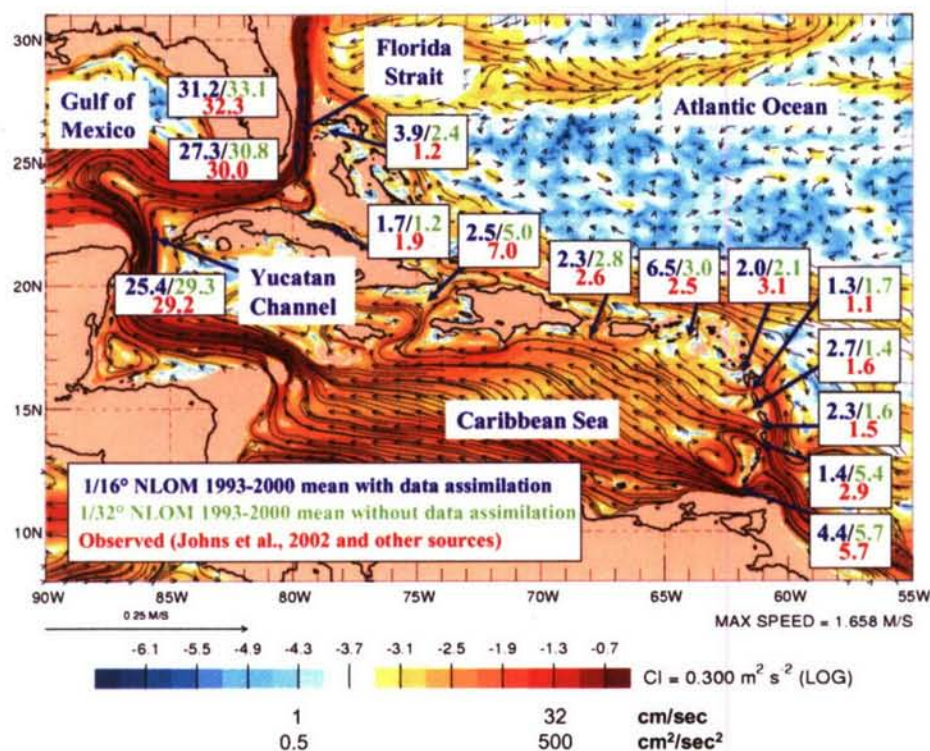 30N
25N
20N
15N
10N
Florida
Strait
Gulf of
Mexico
Atlantic Ocean
31.2/33.1
32.3
27.3/30.8
30.0
3.9/2.4
1.2
1.7/1.2
1.9
2.5/5.0
7.0
2.3/2.8
2.6
6.5/3.0
2.5
2.0/2.1
3.1
1.3/1.7
1.1
Yucatan
Channel
25.4/29.3
29.2
2.7/1.4
1.6
2.3/1.6
1.5
Caribbean Sea
1.4/5.4
2.9
4.4/5.7
5.7
1/16° NLOM 1993-2000 mean with data assimilation
1/32° NLOM 1993-2000 mean without data assimilation
Observed (Johns et al., 2002 and other sources)
90W 85W 80W 75W 70W 65W 60W 55W
0.25 M/S
MAX SPEED = 1.658 M/S
-6.1 -5.5 -4.9 -4.3 -3.7 -3.1 -2.5 -1.9 -1.3 -0.7
CI = 0.300 m² s⁻² (LOG)
1 32 cm/sec
0.5 500 cm²/sec²